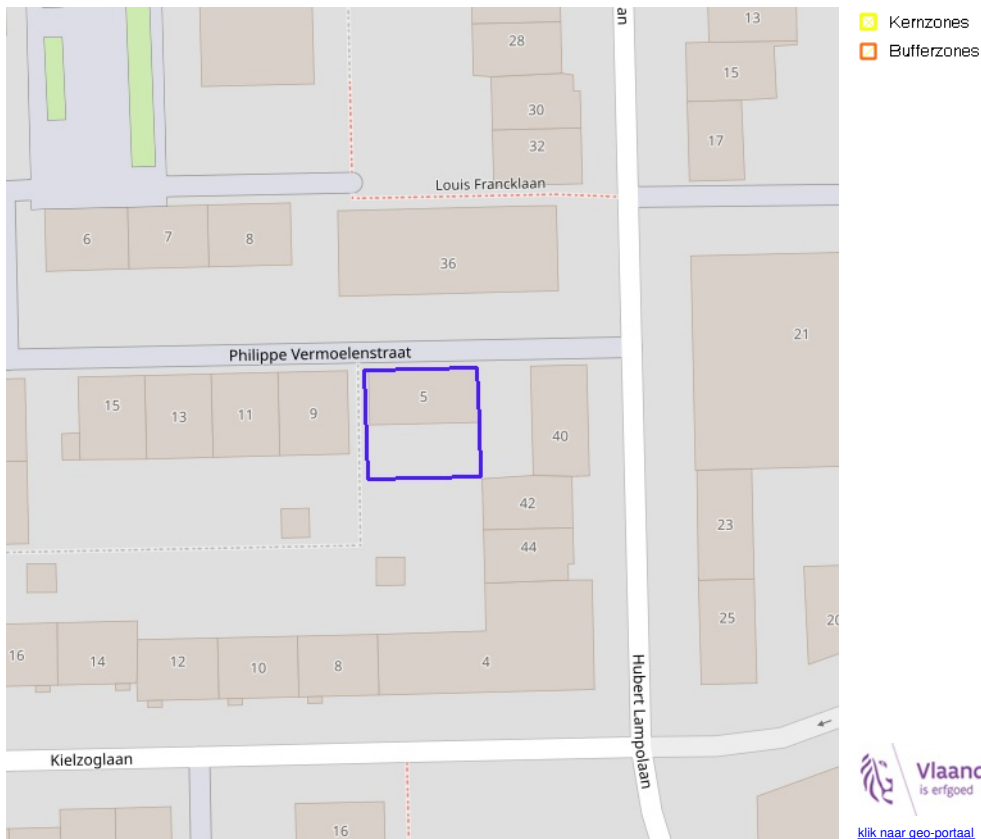 an
13
Kernzones
28
Bufferzones
15
30
17
32
Louis Francklaan
6
7
8
36
21
Philippe Vermoelenstraat
15
13
11
9
5
40
42
23
44
25
20
16
14
12
10
8
4
Hubert Lampolaan
Kielzoglaan
16
Vlaand
is erfgoed
klik naar geo-portaal